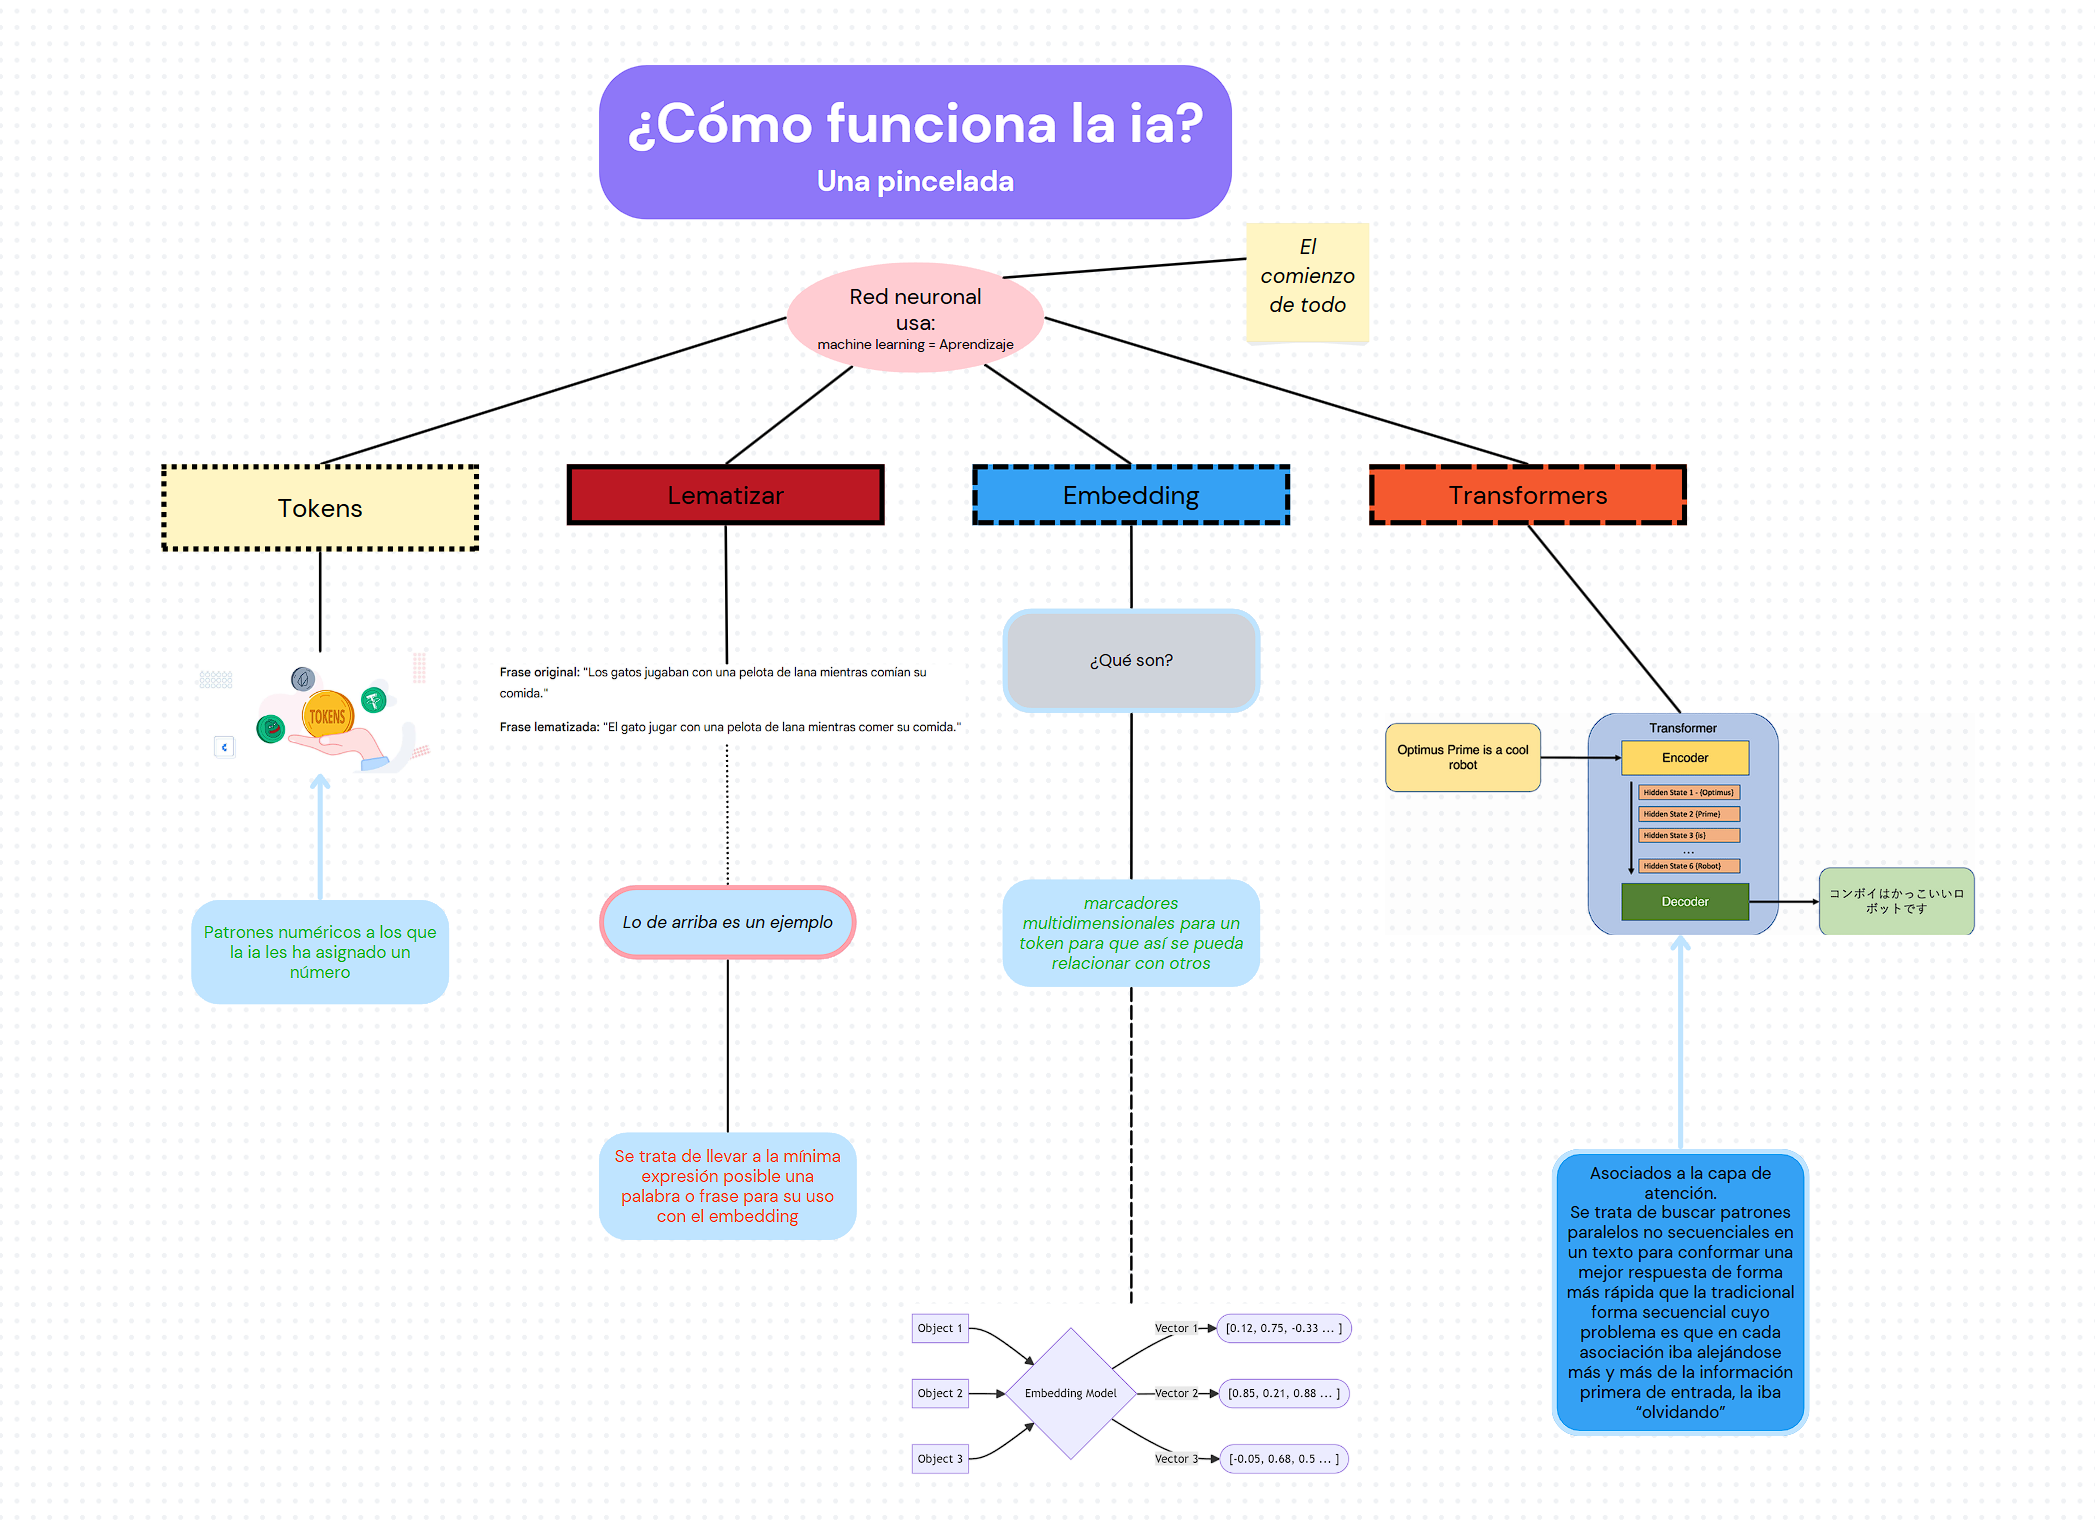 ¿Cómo funciona la ia?
Una pincelada
El
comienzo
de todo
Red neuronal
usa:
machine learning = Aprendizaje
Tokens
Lematizar
Embedding
Transformers
TOKENS
Patrones numéricos a los que
la ia les ha asignado un
número
Frase original: "Los gatos jugaban con una pelota de lana mientras comían su
comida."
Frase lematizada: "El gato jugar con una pelota de lana mientras comer su comida."
Lo de arriba es un ejemplo
Se trata de llevar a la mínima
expresión posible una
palabra o frase para su uso
con el embedding
¿Qué son?
marcadores
multidimensionales para un
token para que así se pueda
relacionar con otros
Object 1
Object 2
Object 3
Embedding Model
Vector 1
[0.12, 0.75, -0.33 ... ]
Vector 2
[0.85, 0.21, 0.88 ... ]
Vector 3
[-0.05, 0.68, 0.5 ... ]
Optimus Prime is a cool
robot
Transformer
Encoder
Hidden State 1 - {Optimus}
Hidden State 2 {Prime}
Hidden State 3 {is}
...
Hidden State 6 {Robot}
Decoder
コンボイはかっこいいロ
ボットです
Asociados a la capa de
atención.
Se trata de buscar patrones
paralelos no secuenciales en
un texto para conformar una
mejor respuesta de forma
más rápida que la tradicional
forma secuencial cuyo
problema es que en cada
asociación iba alejándose
más y más de la información
primera de entrada, la iba
“olvidando”